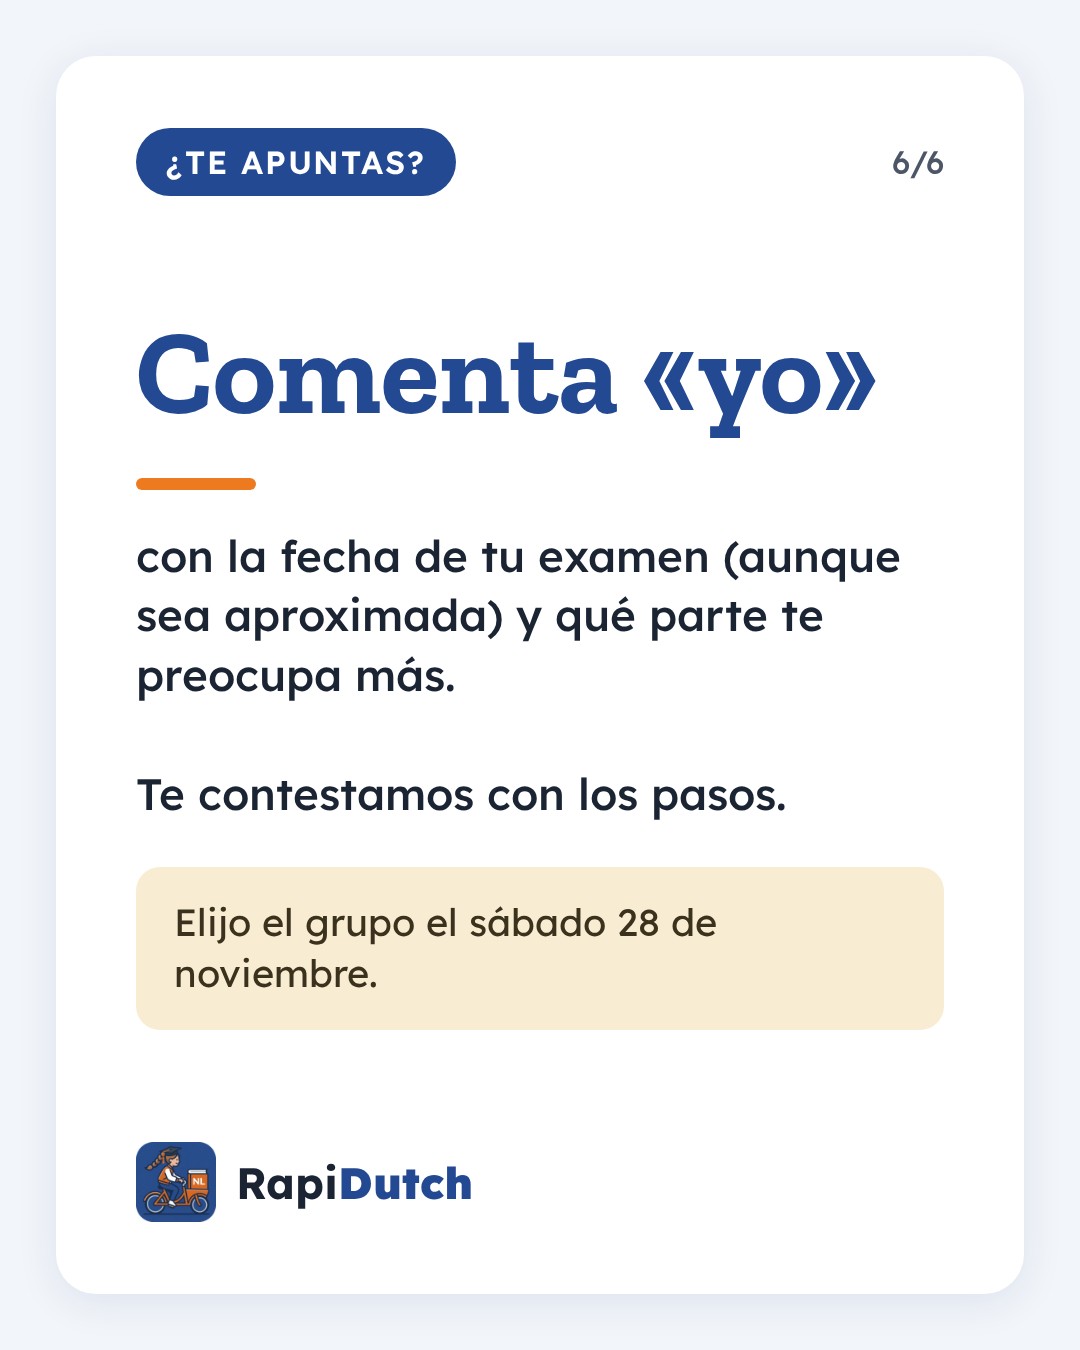 ¿TE APUNTAS?
6/6
Comenta «yo»
con la fecha de tu examen (aunque
sea aproximada) y qué parte te
preocupa más.
Te contestamos con los pasos.
Elijo el grupo el sábado 28 de
noviembre.
NL
RapiDutch